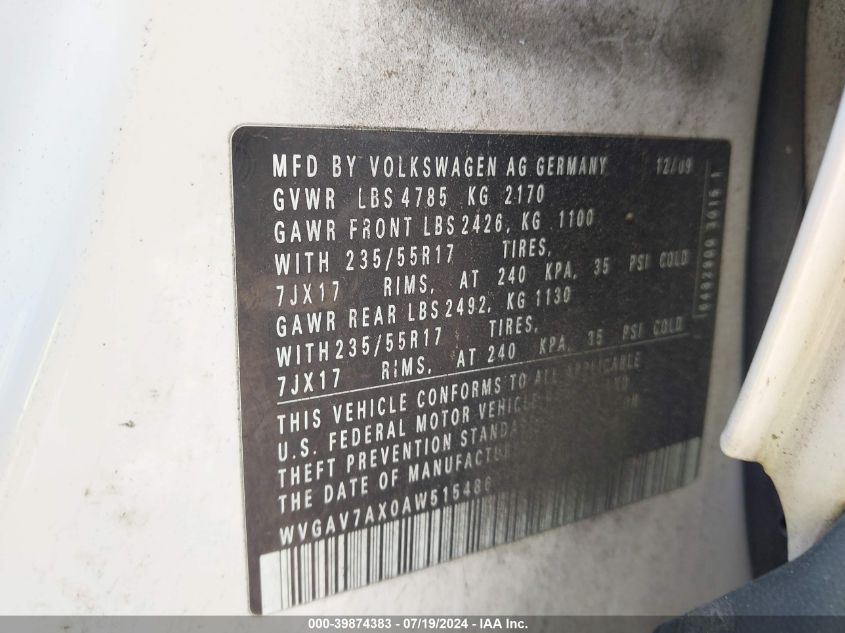 MFD BY VOLKSWAGEN AG GERMANY 12/09
GVWR LBS 4785 KG 2170
GAWR FRONT LBS 2426, KG 1100
WITH 235/55R17 TIRES,
7JX17 RIMS, AT 240 KPA, 35 PSI COLD
GAWR REAR LBS 2492, KG 1130
WITH 235/55R17 TIRES,
7JX17 RIMS, AT 240 KPA, 35 PSI COLD
THIS VEHICLE CONFORMS TO ALL APPLICABLE
U.S. FEDERAL MOTOR VEHICLE
THEFT PREVENTION STANDA
THE DATE OF MANUFACTUR
WVGAV7AX0AW51548
000-39874383 - 07/19/2024 - IAA Inc.